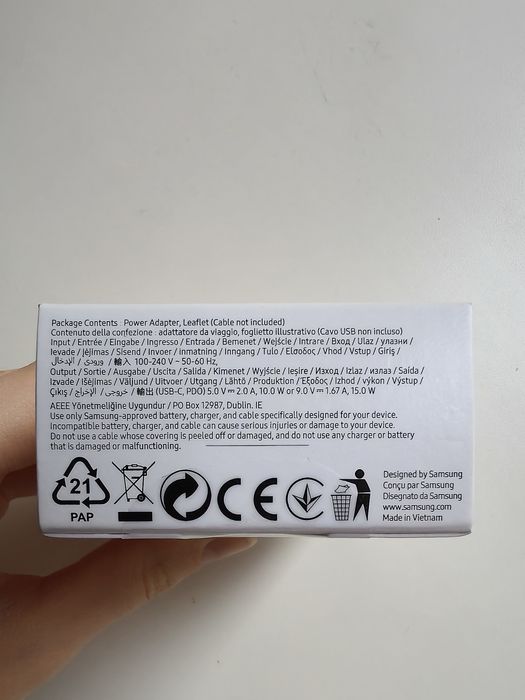 Package Contents : Power Adapter, Leaflet (Cable not included)
Contenuto della confezione : adattatore da viaggio, foglietto illustrativo (Cavo USB non incluso)
Input / Entrée / Eingabe / Ingresso / Entrada / Bemenet / Wejście / Intrare / Вход / Ulaz / улазни /
Ievade / Įėjimas / Sisend / Invoer / inmatning / Inngang / Tulo / Είσοδος / Vhod / Vstup / Giriş /
ورودی / الإدخال / 輸入 100-240 V ~ 50-60 Hz,
Output / Sortie / Ausgabe / Uscita / Salida / Kimenet / Wyjście / Ieșire / Изход / Izlaz / излаз / Saída /
Izvade / Išėjimas / Väljund / Uitvoer / Utgang / Lähtö / Produktion / Έξοδος / Izhod / výkon / Výstup /
Çıkış / خروجی / الإخراج / 輸出 (USB-C, PDO) 5.0 V ⎓ 2.0 A, 10.0 W or 9.0 V ⎓ 1.67 A, 15.0 W
AEEE Yönetmeliğine Uygundur / PO Box 12987, Dublin. IE
Use only Samsung-approved battery, charger, and cable specifically designed for your device.
Incompatible battery, charger, and cable can cause serious injuries or damage to your device.
Do not use a cable whose covering is peeled off or damaged, and do not use any charger or battery
that is damaged or malfunctioning.
21
PAP
CE
Designed by Samsung
Conçu par Samsung
Disegnato da Samsung
www.samsung.com
Made in Vietnam